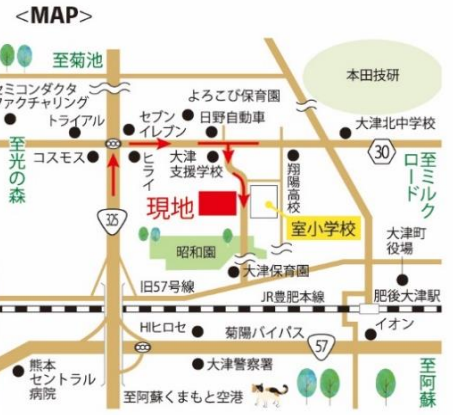 <MAP>
至菊池
本田技研
セミコンダクタ
ファクチャリング
よろこび保育園
トライアル
セブン
イレブン
日野自動車
大津北中学校
至光の森
コスモス
ヒライ
大津
支援学校
翔陽高校
30
至ミルク
ロード
325
現地
室小学校
昭和園
大津町
役場
大津保育園
旧57号線
JR豊肥本線
肥後大津駅
HIヒロセ
菊陽バイパス
57
イオン
熊本
セントラル
病院
大津警察署
至阿蘇
至阿蘇くまもと空港